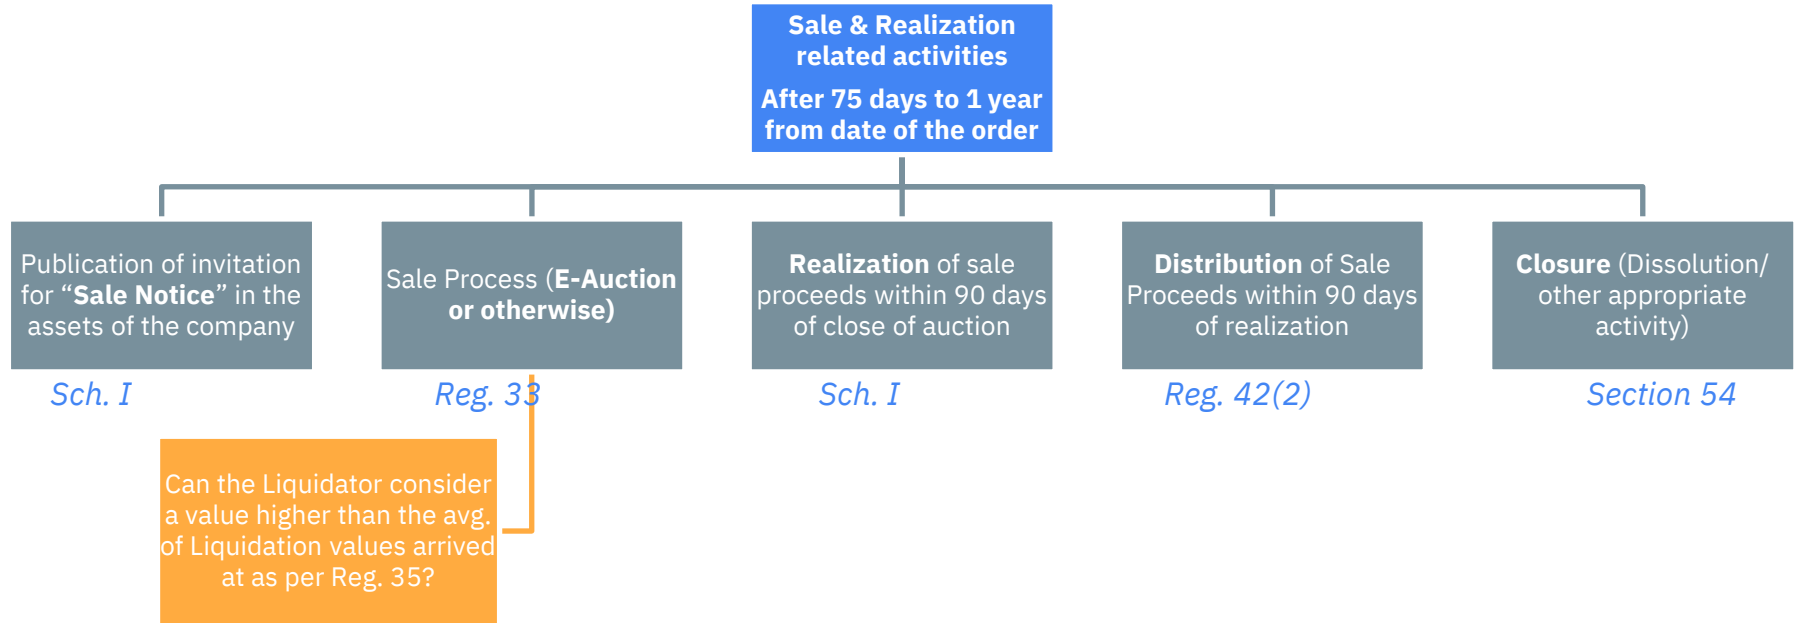 Sale & Realization
related activities
After 75 days to 1 year
from date of the order
Publication of invitation
for “Sale Notice” in the
assets of the company
Sch. I
Sale Process (E-Auction
or otherwise)
Reg. 33
Realization of sale
proceeds within 90 days
of close of auction
Sch. I
Distribution of Sale
Proceeds within 90 days
of realization
Reg. 42(2)
Closure (Dissolution/
other appropriate
activity)
Section 54
Can the Liquidator consider
a value higher than the avg.
of Liquidation values arrived
at as per Reg. 35?